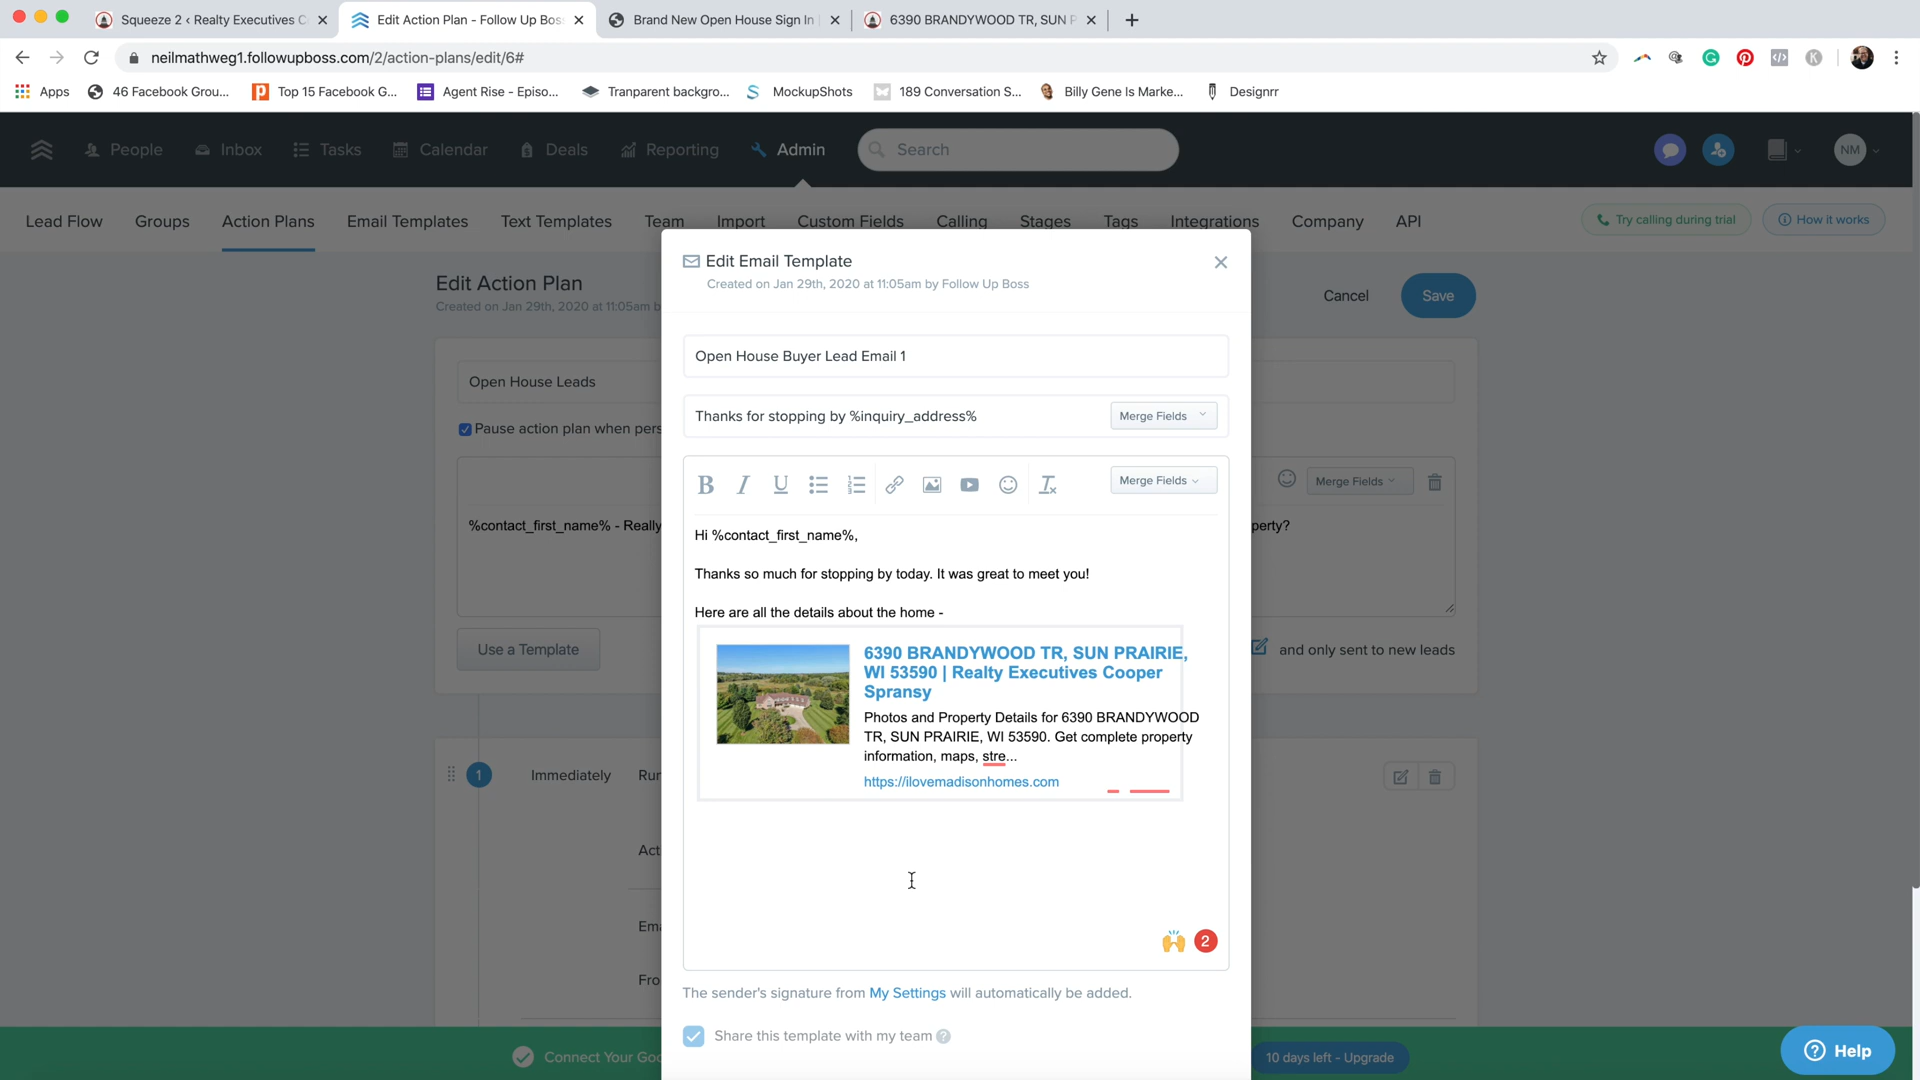 Squeeze 2 ‹ Realty Executives C
Edit Action Plan - Follow Up Bos
Brand New Open House Sign In
6390 BRANDYWOOD TR, SUN P
neilmathweg1.followupboss.com/2/action-plans/edit/6#
Apps
46 Facebook Grou...
Top 15 Facebook G...
Agent Rise - Episo...
Tranparent backgro...
MockupShots
189 Conversation S...
Billy Gene Is Marke...
Designrr
People
Inbox
Tasks
Calendar
Deals
Reporting
Admin
Search
NM
Lead Flow
Groups
Action Plans
Email Templates
Text Templates
Team
Import
Custom Fields
Calling
Stages
Tags
Integrations
Company
API
Try calling during trial
How it works
Edit Action Plan
Created on Jan 29th, 2020 at 11:05am b
Cancel
Save
Open House Leads
Pause action plan when pers
Merge Fields
%contact_first_name% - Really
perty?
Use a Template
and only sent to new leads
1
Immediately
Run
Act
Ema
Fro
Edit Email Template
Created on Jan 29th, 2020 at 11:05am by Follow Up Boss
Open House Buyer Lead Email 1
Thanks for stopping by %inquiry_address%
Merge Fields
B I U
Merge Fields
Hi %contact_first_name%,
Thanks so much for stopping by today. It was great to meet you!
Here are all the details about the home -
6390 BRANDYWOOD TR, SUN PRAIRIE,
WI 53590 | Realty Executives Cooper
Spransy
Photos and Property Details for 6390 BRANDYWOOD
TR, SUN PRAIRIE, WI 53590. Get complete property
information, maps, stre...
https://ilovemadisonhomes.com
2
The sender's signature from My Settings will automatically be added.
Share this template with my team
Connect Your Goo
10 days left - Upgrade
Help